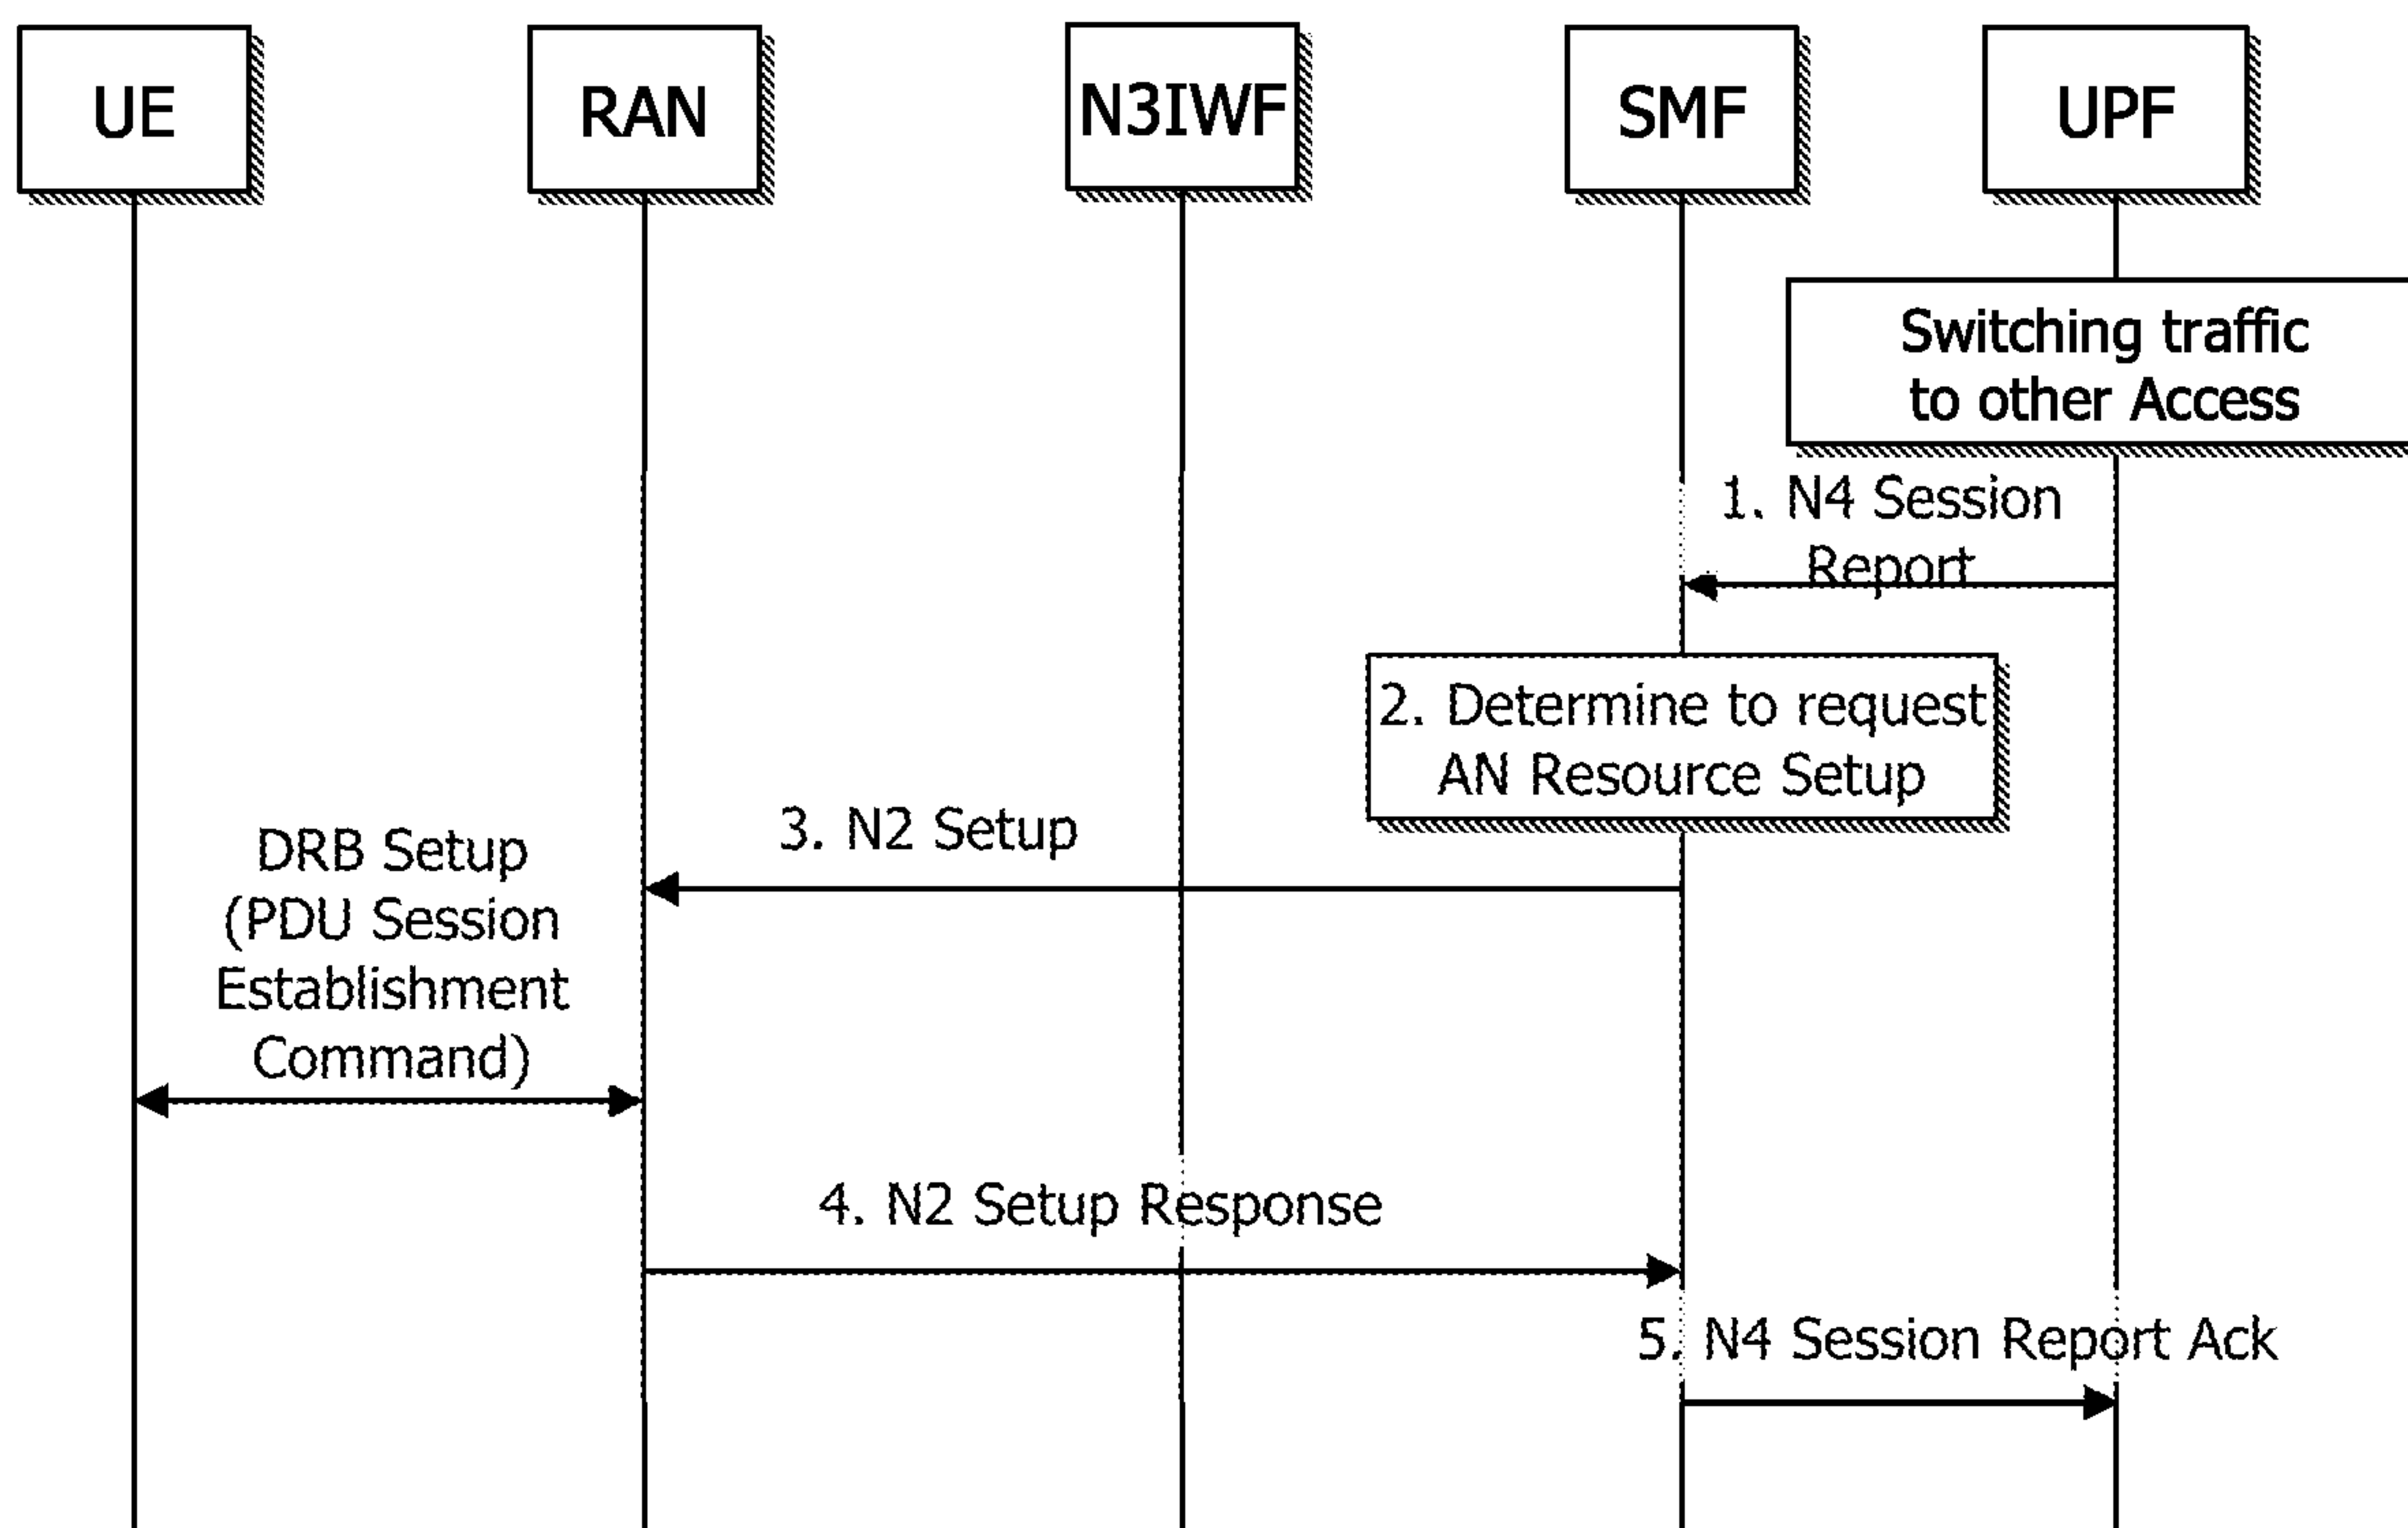 UE
RAN
N3IWF
SMF
UPF
Switching traffic
to other Access
1. N4 Session
Report
2. Determine to request
AN Resource Setup
3. N2 Setup
DRB Setup
(PDU Session
Establishment
Command)
4. N2 Setup Response
5. N4 Session Report Ack